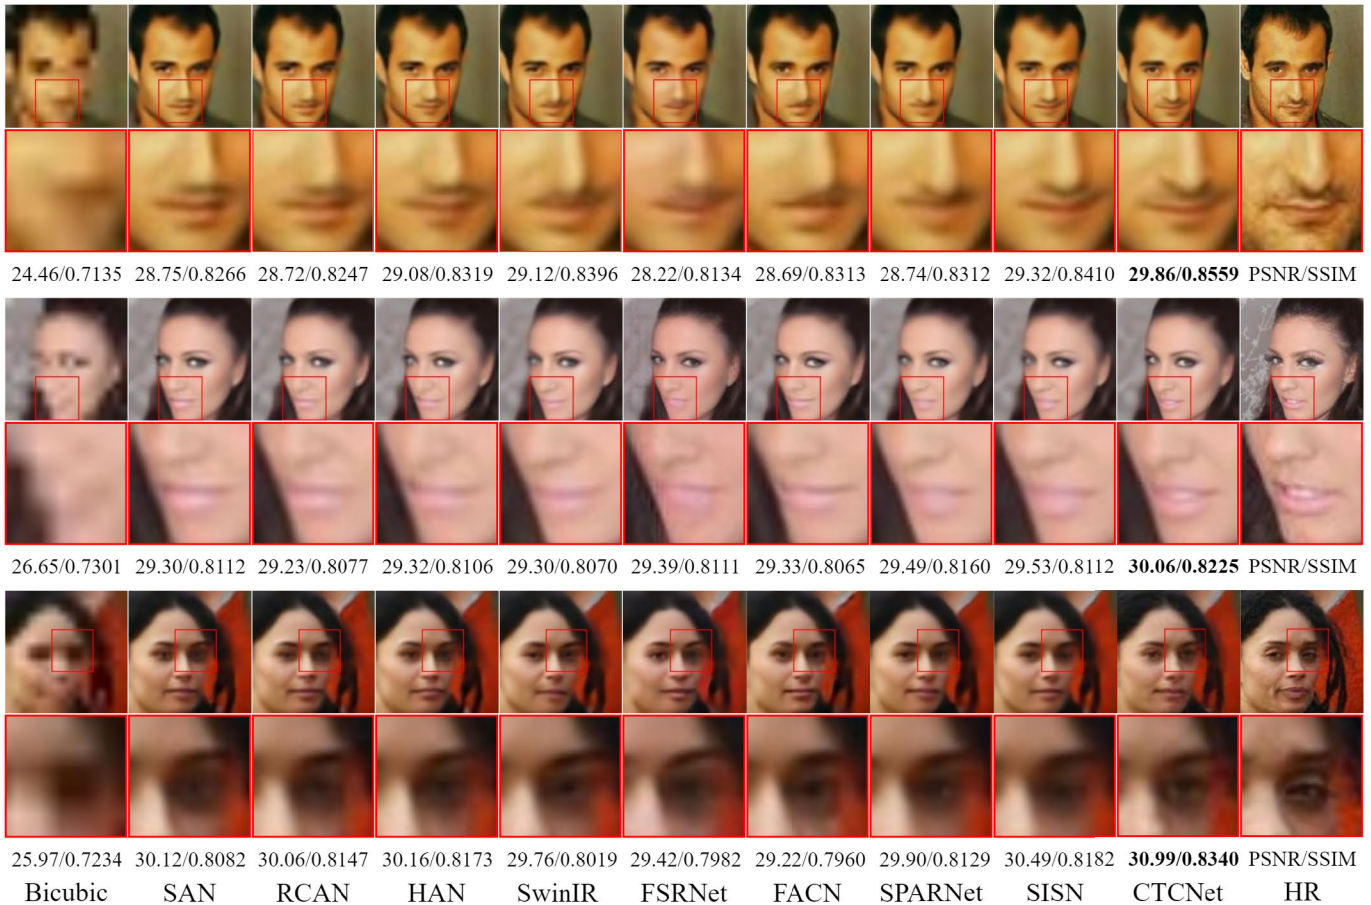 24.46/0.7135 28.75/0.8266 28.72/0.8247 29.08/0.8319 29.12/0.8396 28.22/0.8134 28.69/0.8313 28.74/0.8312 29.32/0.8410 29.86/0.8559 PSNR/SSIM
26.65/0.7301 29.30/0.8112 29.23/0.8077 29.32/0.8106 29.30/0.8070 29.39/0.8111 29.33/0.8065 29.49/0.8160 29.53/0.8112 30.06/0.8225 PSNR/SSIM
25.97/0.7234 30.12/0.8082 30.06/0.8147 30.16/0.8173 29.76/0.8019 29.42/0.7982 29.22/0.7960 29.90/0.8129 30.49/0.8182 30.99/0.8340 PSNR/SSIM
Bicubic SAN RCAN HAN SwinIR FSRNet FACN SPARNet SISN CTCNet HR